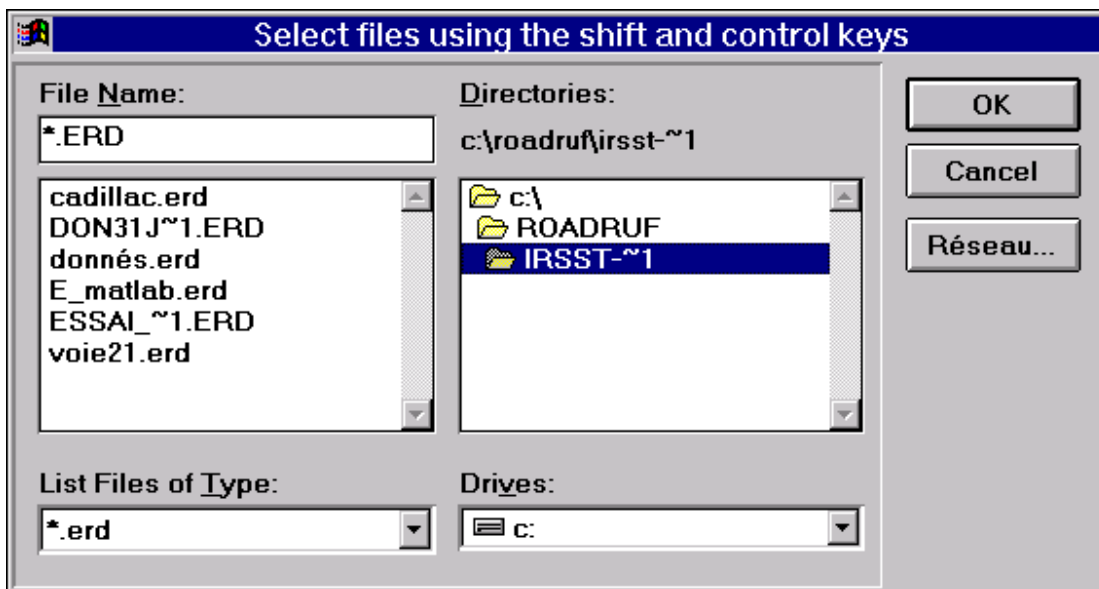 Select files using the shift and control keys
File Name:
*.ERD
cadillac.erd
DON31J~1.ERD
donnés.erd
E_matlab.erd
ESSAI_~1.ERD
voie21.erd
List Files of Type:
*.erd
Directories:
c:\roadruf\irsst-~1
c:\
ROADRUF
IRSST-~1
Drives:
c:
OK
Cancel
Réseau...